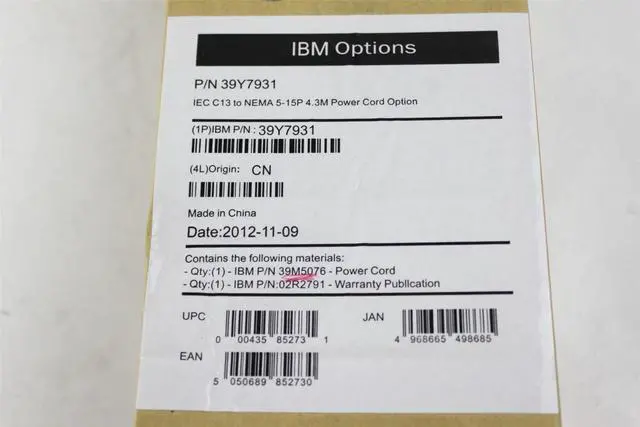 IBM Options
P/N 39Y7931
IEC C13 to NEMA 5-15P 4.3M Power Cord Option
(1P)IBM P/N : 39Y7931
(4L)Origin: CN
Made in China
Date:2012-11-09
Contains the following materials:
- Qty:(1) - IBM P/N 39M5076 - Power Cord
- Qty:(1) - IBM P/N:02R2791 - Warranty Publlcation
UPC
0 00435 85273 1
JAN
4 968665 498685
EAN
5 050689 852730